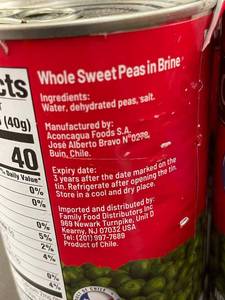 Whole Sweet Peas in Brine
Ingredients:
Water, dehydrated peas, salt.
Manufactured by:
Aconcagua Foods S.A.
José Alberto Bravo N°0278,
Buin, Chile.
Expiry date:
3 years after the date marked on the
tin. Refrigerate after opening the tin.
Store in a cool and dry place.
Imported and distributed by:
Family Food Distributors Inc
969 Newark Turnpike, Unit D
Kearny, NJ 07032 USA
Tel: (201) 997-7689
Product of Chile.
cts
(40g)
40
% Daily Value*
0%
0%
0%
5%
2%
4%
0%
4%